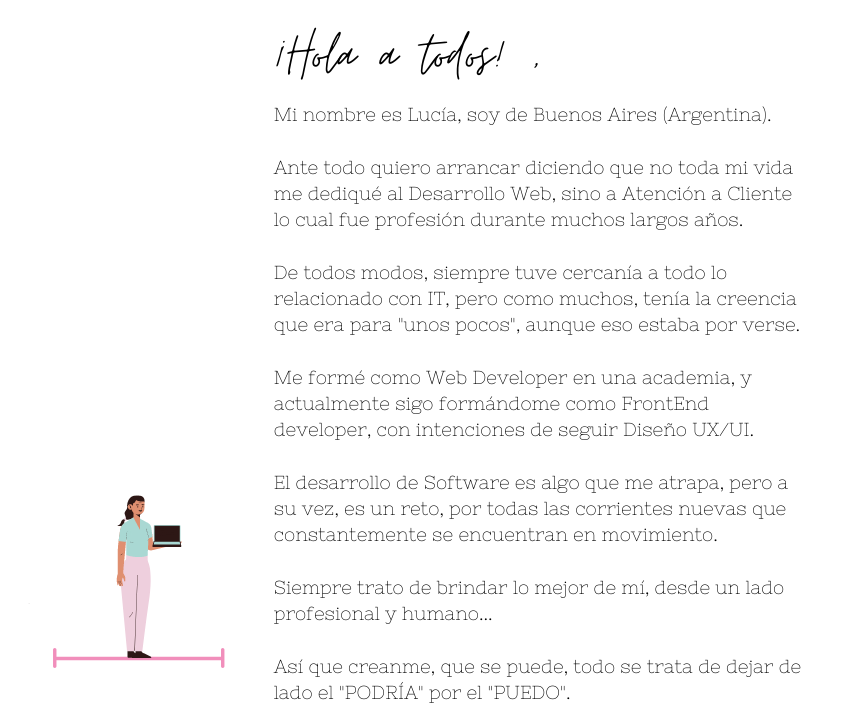 ¡Hola a todos! ,
Mi nombre es Lucía, soy de Buenos Aires (Argentina).
Ante todo quiero arrancar diciendo que no toda mi vida
me dediqué al Desarrollo Web, sino a Atención a Cliente
lo cual fue profesión durante muchos largos años.
De todos modos, siempre tuve cercanía a todo lo
relacionado con IT, pero como muchos, tenía la creencia
que era para "unos pocos", aunque eso estaba por verse.
Me formé como Web Developer en una academia, y
actualmente sigo formándome como FrontEnd
developer, con intenciones de seguir Diseño UX/UI.
El desarrollo de Software es algo que me atrapa, pero a
su vez, es un reto, por todas las corrientes nuevas que
constantemente se encuentran en movimiento.
Siempre trato de brindar lo mejor de mí, desde un lado
profesional y humano...
Así que creanme, que se puede, todo se trata de dejar de
lado el "PODRÍA" por el "PUEDO".